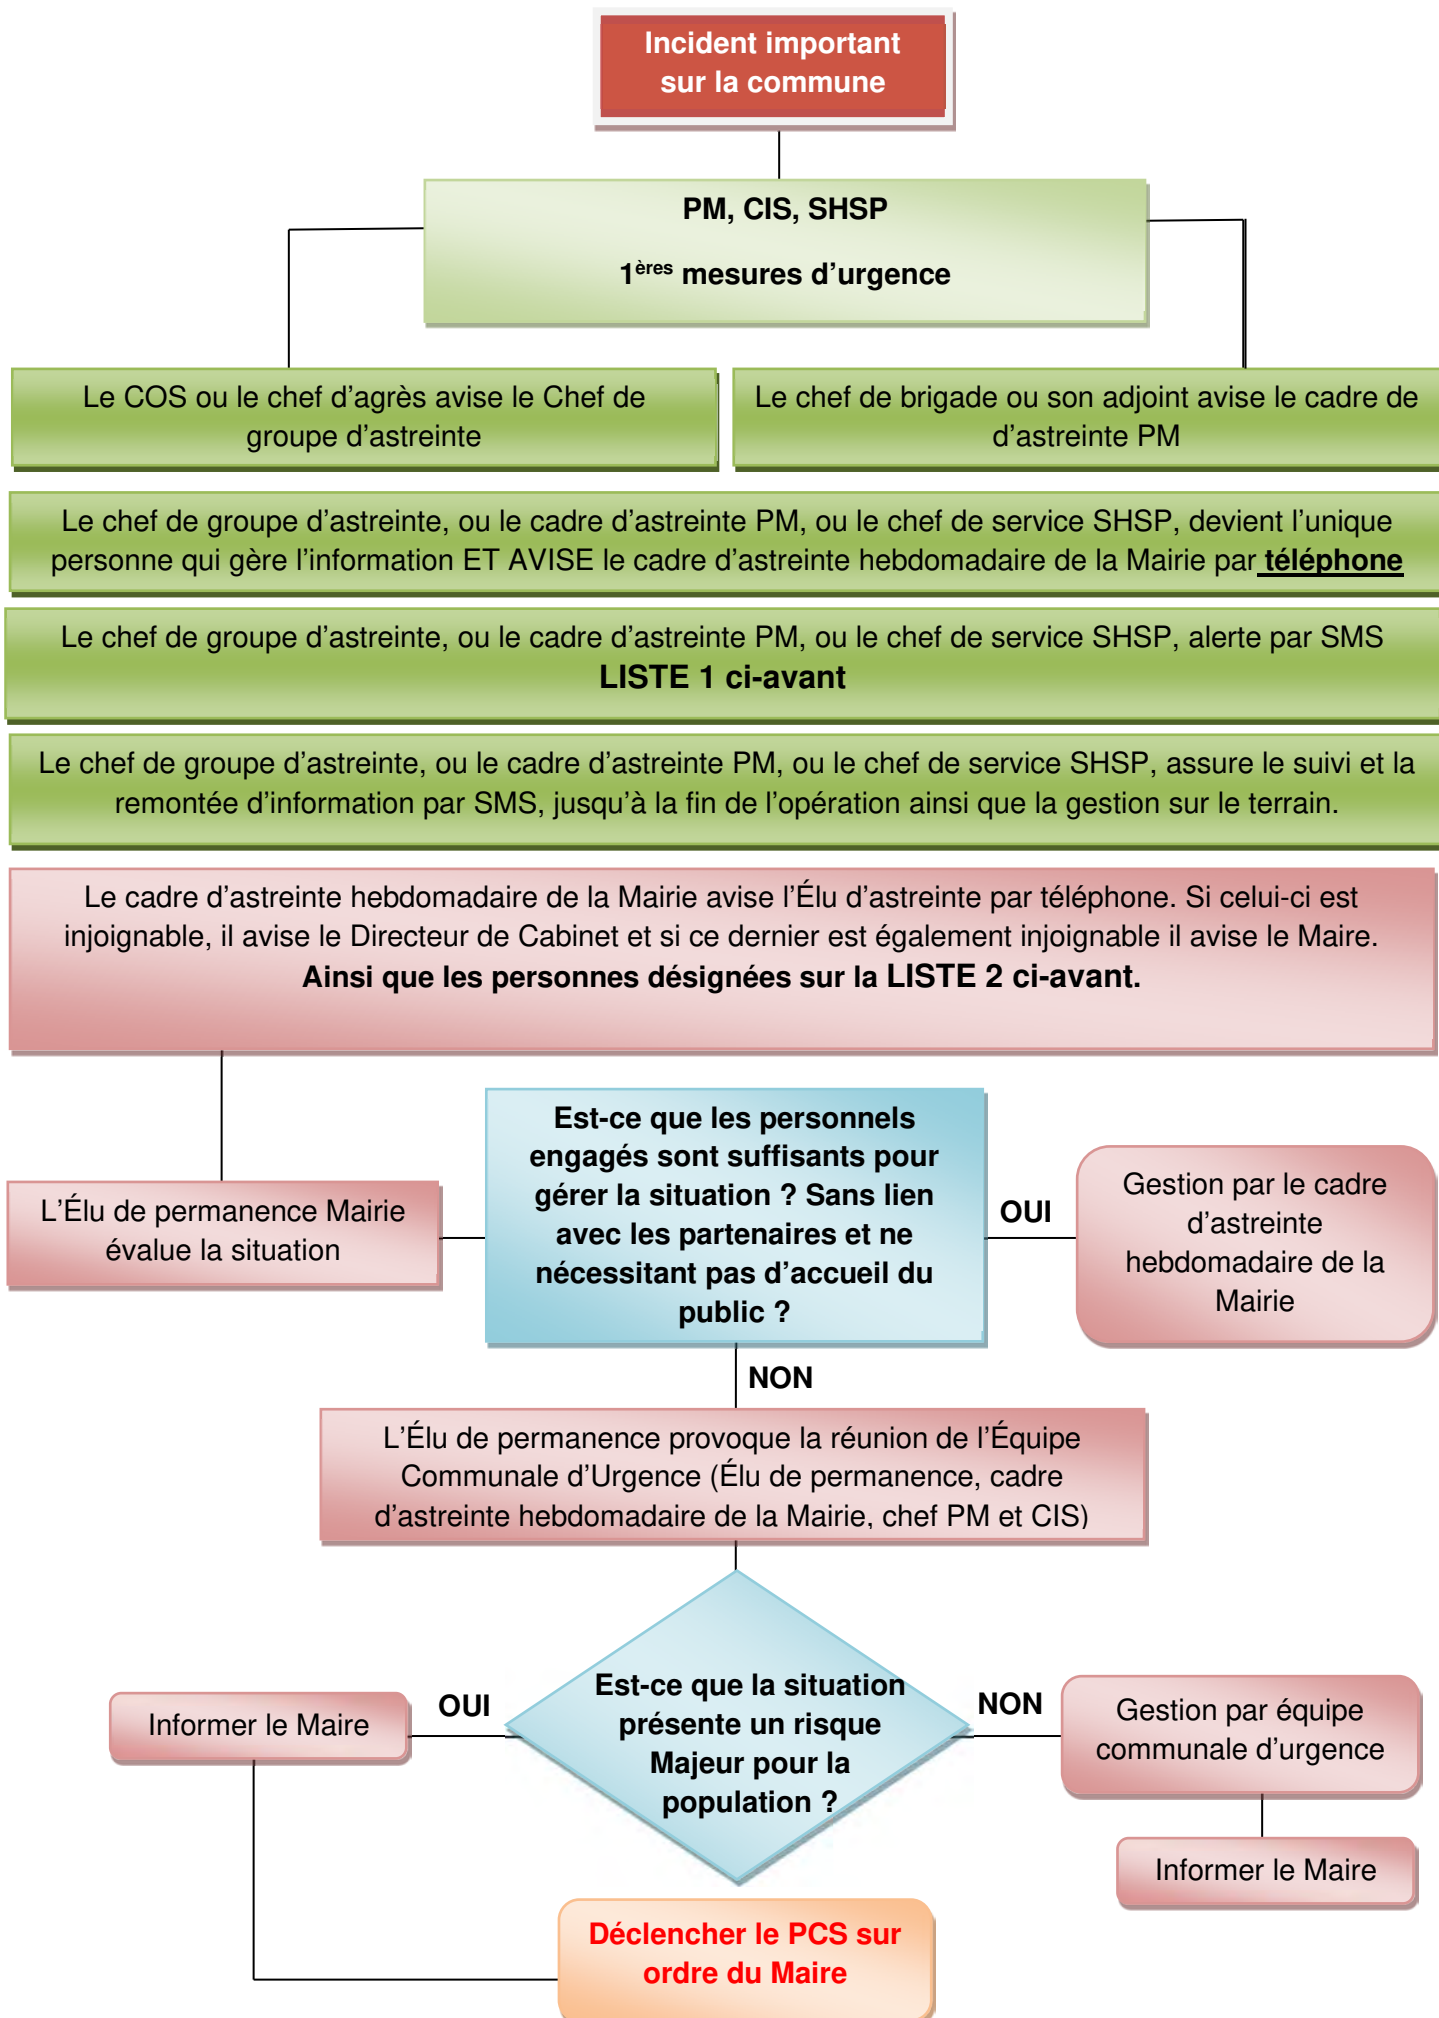 Incident important
sur la commune
PM, CIS, SHSP
1ères mesures d’urgence
Le COS ou le chef d’agrès avise le Chef de
groupe d’astreinte
Le chef de brigade ou son adjoint avise le cadre de
d’astreinte PM
Le chef de groupe d’astreinte, ou le cadre d’astreinte PM, ou le chef de service SHSP, devient l’unique
personne qui gère l’information ET AVISE le cadre d’astreinte hebdomadaire de la Mairie par téléphone
Le chef de groupe d’astreinte, ou le cadre d’astreinte PM, ou le chef de service SHSP, alerte par SMS
LISTE 1 ci-avant
Le chef de groupe d’astreinte, ou le cadre d’astreinte PM, ou le chef de service SHSP, assure le suivi et la
remontée d’information par SMS, jusqu’à la fin de l’opération ainsi que la gestion sur le terrain.
Le cadre d’astreinte hebdomadaire de la Mairie avise l’Élu d’astreinte par téléphone. Si celui-ci est
injoignable, il avise le Directeur de Cabinet et si ce dernier est également injoignable il avise le Maire.
Ainsi que les personnes désignées sur la LISTE 2 ci-avant.
L’Élu de permanence Mairie
évalue la situation
Est-ce que les personnels
engagés sont suffisants pour
gérer la situation ? Sans lien
avec les partenaires et ne
nécessitant pas d’accueil du
public ?
OUI
Gestion par le cadre
d’astreinte
hebdomadaire de la
Mairie
NON
L’Élu de permanence provoque la réunion de l’Équipe
Communale d’Urgence (Élu de permanence, cadre
d’astreinte hebdomadaire de la Mairie, chef PM et CIS)
Est-ce que la situation
présente un risque
Majeur pour la
population ?
OUI
Informer le Maire
NON
Gestion par équipe
communale d’urgence
Informer le Maire
Déclencher le PCS sur
ordre du Maire